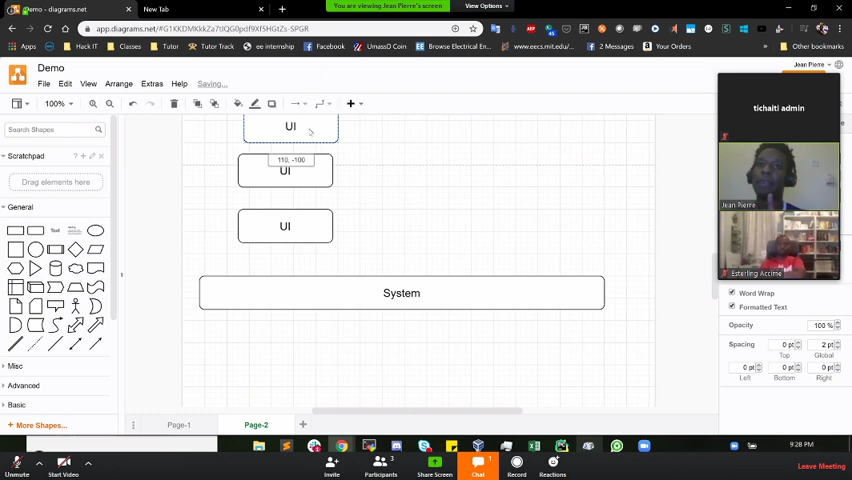 Demo - diagrams.net
New Tab
You are viewing Jean Pierre's screen
View Options
app.diagrams.net/#G1KKDMKkkZa7tIQG0pdf9Xf5HGtZs-SPGR
Apps
Hack IT
Classes
Tutor
Tutor Track
ee internship
Facebook
UmassO Coin
Browse Electrical En...
www.eecs.mit.edu/...
2 Messages
Your Orders
Other bookmarks
Demo
Jean Pierre
File
Edit
View
Arrange
Extras
Help
Saving...
100%
Search Shapes
Scratchpad
Drag elements here
General
Text
Misc
Advanced
Basic
+ More Shapes...
UI
110, -100
UI
UI
System
tichaiti admin
Jean Pierre
Esterling Accime
Word Wrap
Formatted Text
Opacity
100 %
Spacing
0 pt
2 pt
Top
Global
0 pt
0 pt
0 pt
Left
Bottom
Right
Page-1
Page-2
9:28 PM
Unmute
Start Video
Invite
Participants
3
Share Screen
Chat
1
Record
Reactions
Leave Meeting